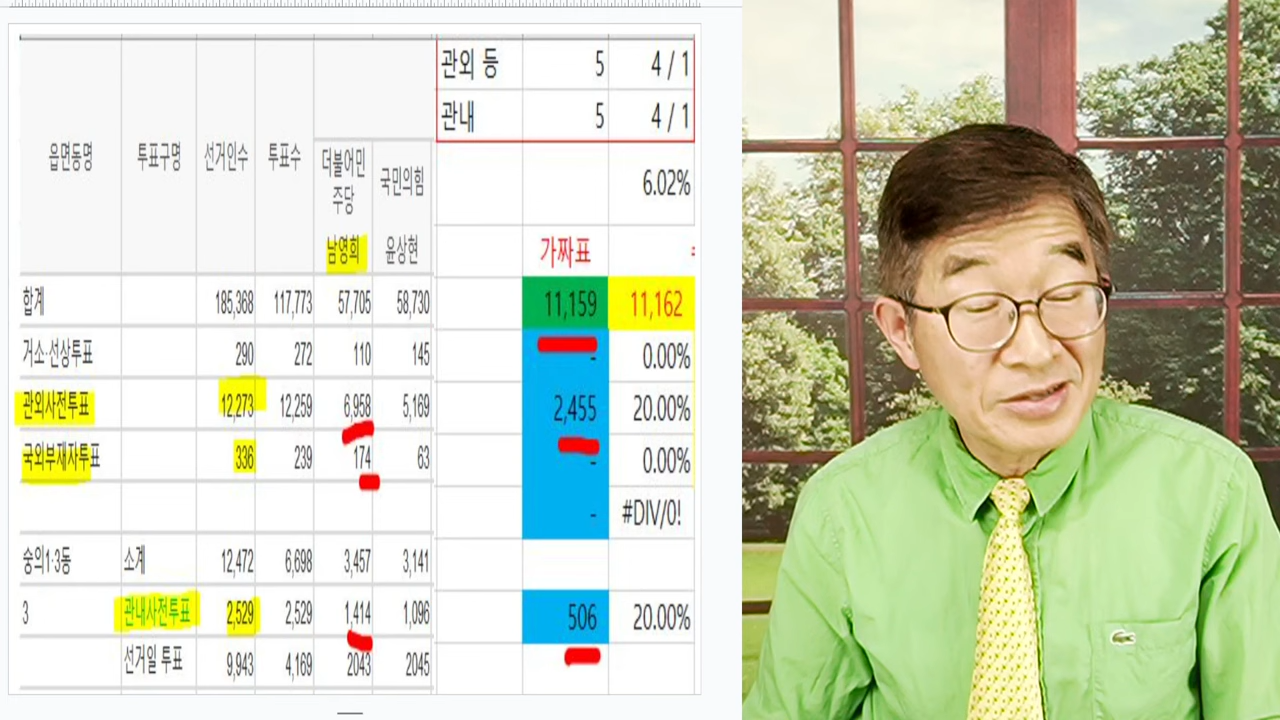 관외 등 5 4 / 1
관내 5 4 / 1
읍면동명 투표구명 선거인수 투표수 더불어민주당 남영희 국민의힘 윤상현
6.02%
가짜표
합계 185,368 117,773 57,705 58,730 11,159 11,162
거소·선상투표 290 272 110 145 - 0.00%
관외사전투표 12,273 12,259 6,958 5,169 2,455 20.00%
국외부재자투표 336 239 174 63 - 0.00%
- #DIV/0!
숭의1·3동 소계 12,472 6,698 3,457 3,141
3 관내사전투표 2,529 2,529 1,414 1,096 506 20.00%
선거일 투표 9,943 4,169 2043 2045